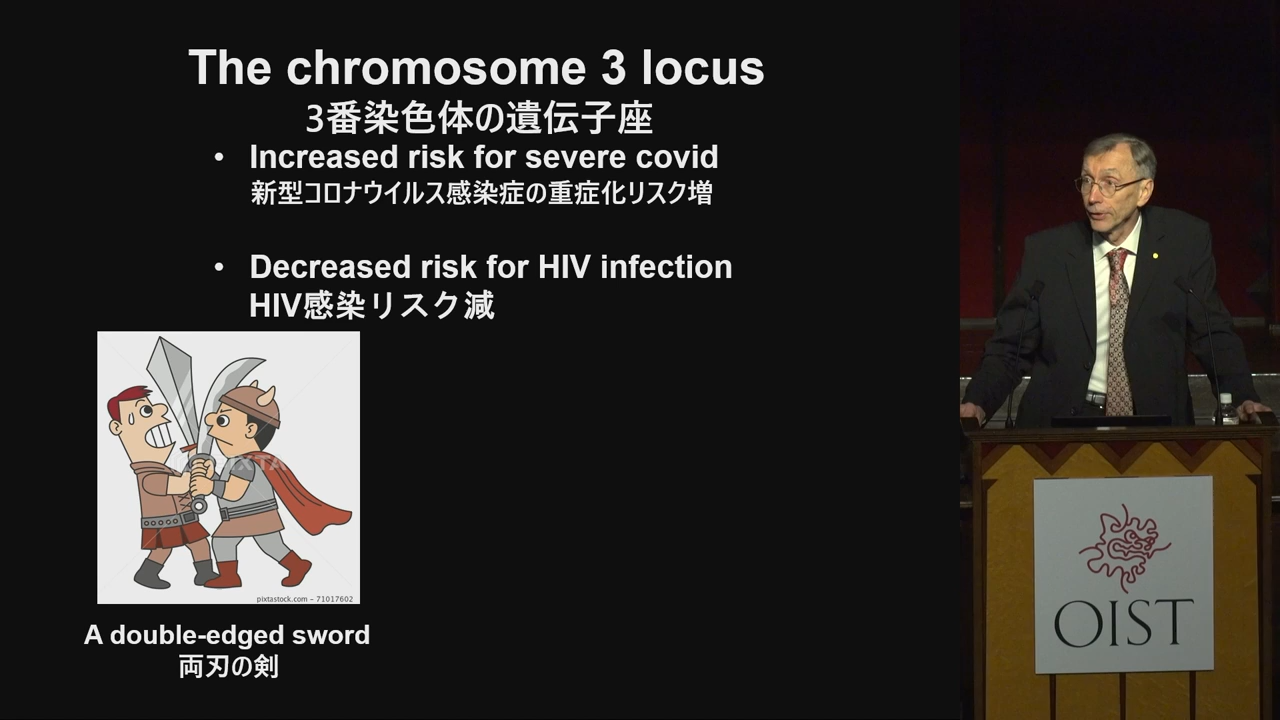 The chromosome 3 locus
3番染色体の遺伝子座
• Increased risk for severe covid
新型コロナウイルス感染症の重症化リスク増
• Decreased risk for HIV infection
HIV感染リスク減
PIXTA
pixtastock.com – 71017602
A double-edged sword
両刃の剣
OIST